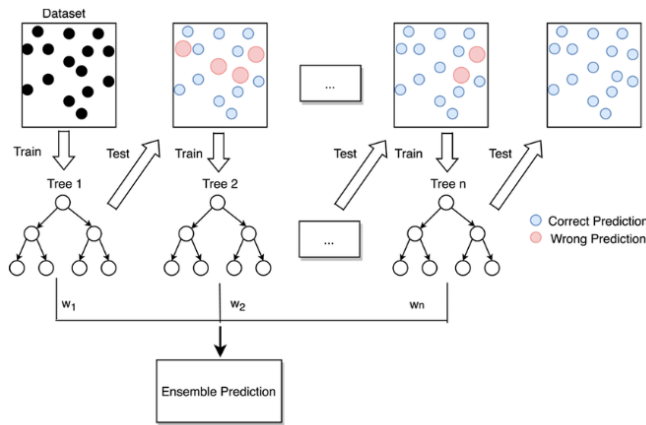 Dataset
...
Train
Test
Train
Test
Train
Test
Tree 1
Tree 2
Tree n
...
Correct Prediction
Wrong Prediction
w1
w2
wn
Ensemble Prediction